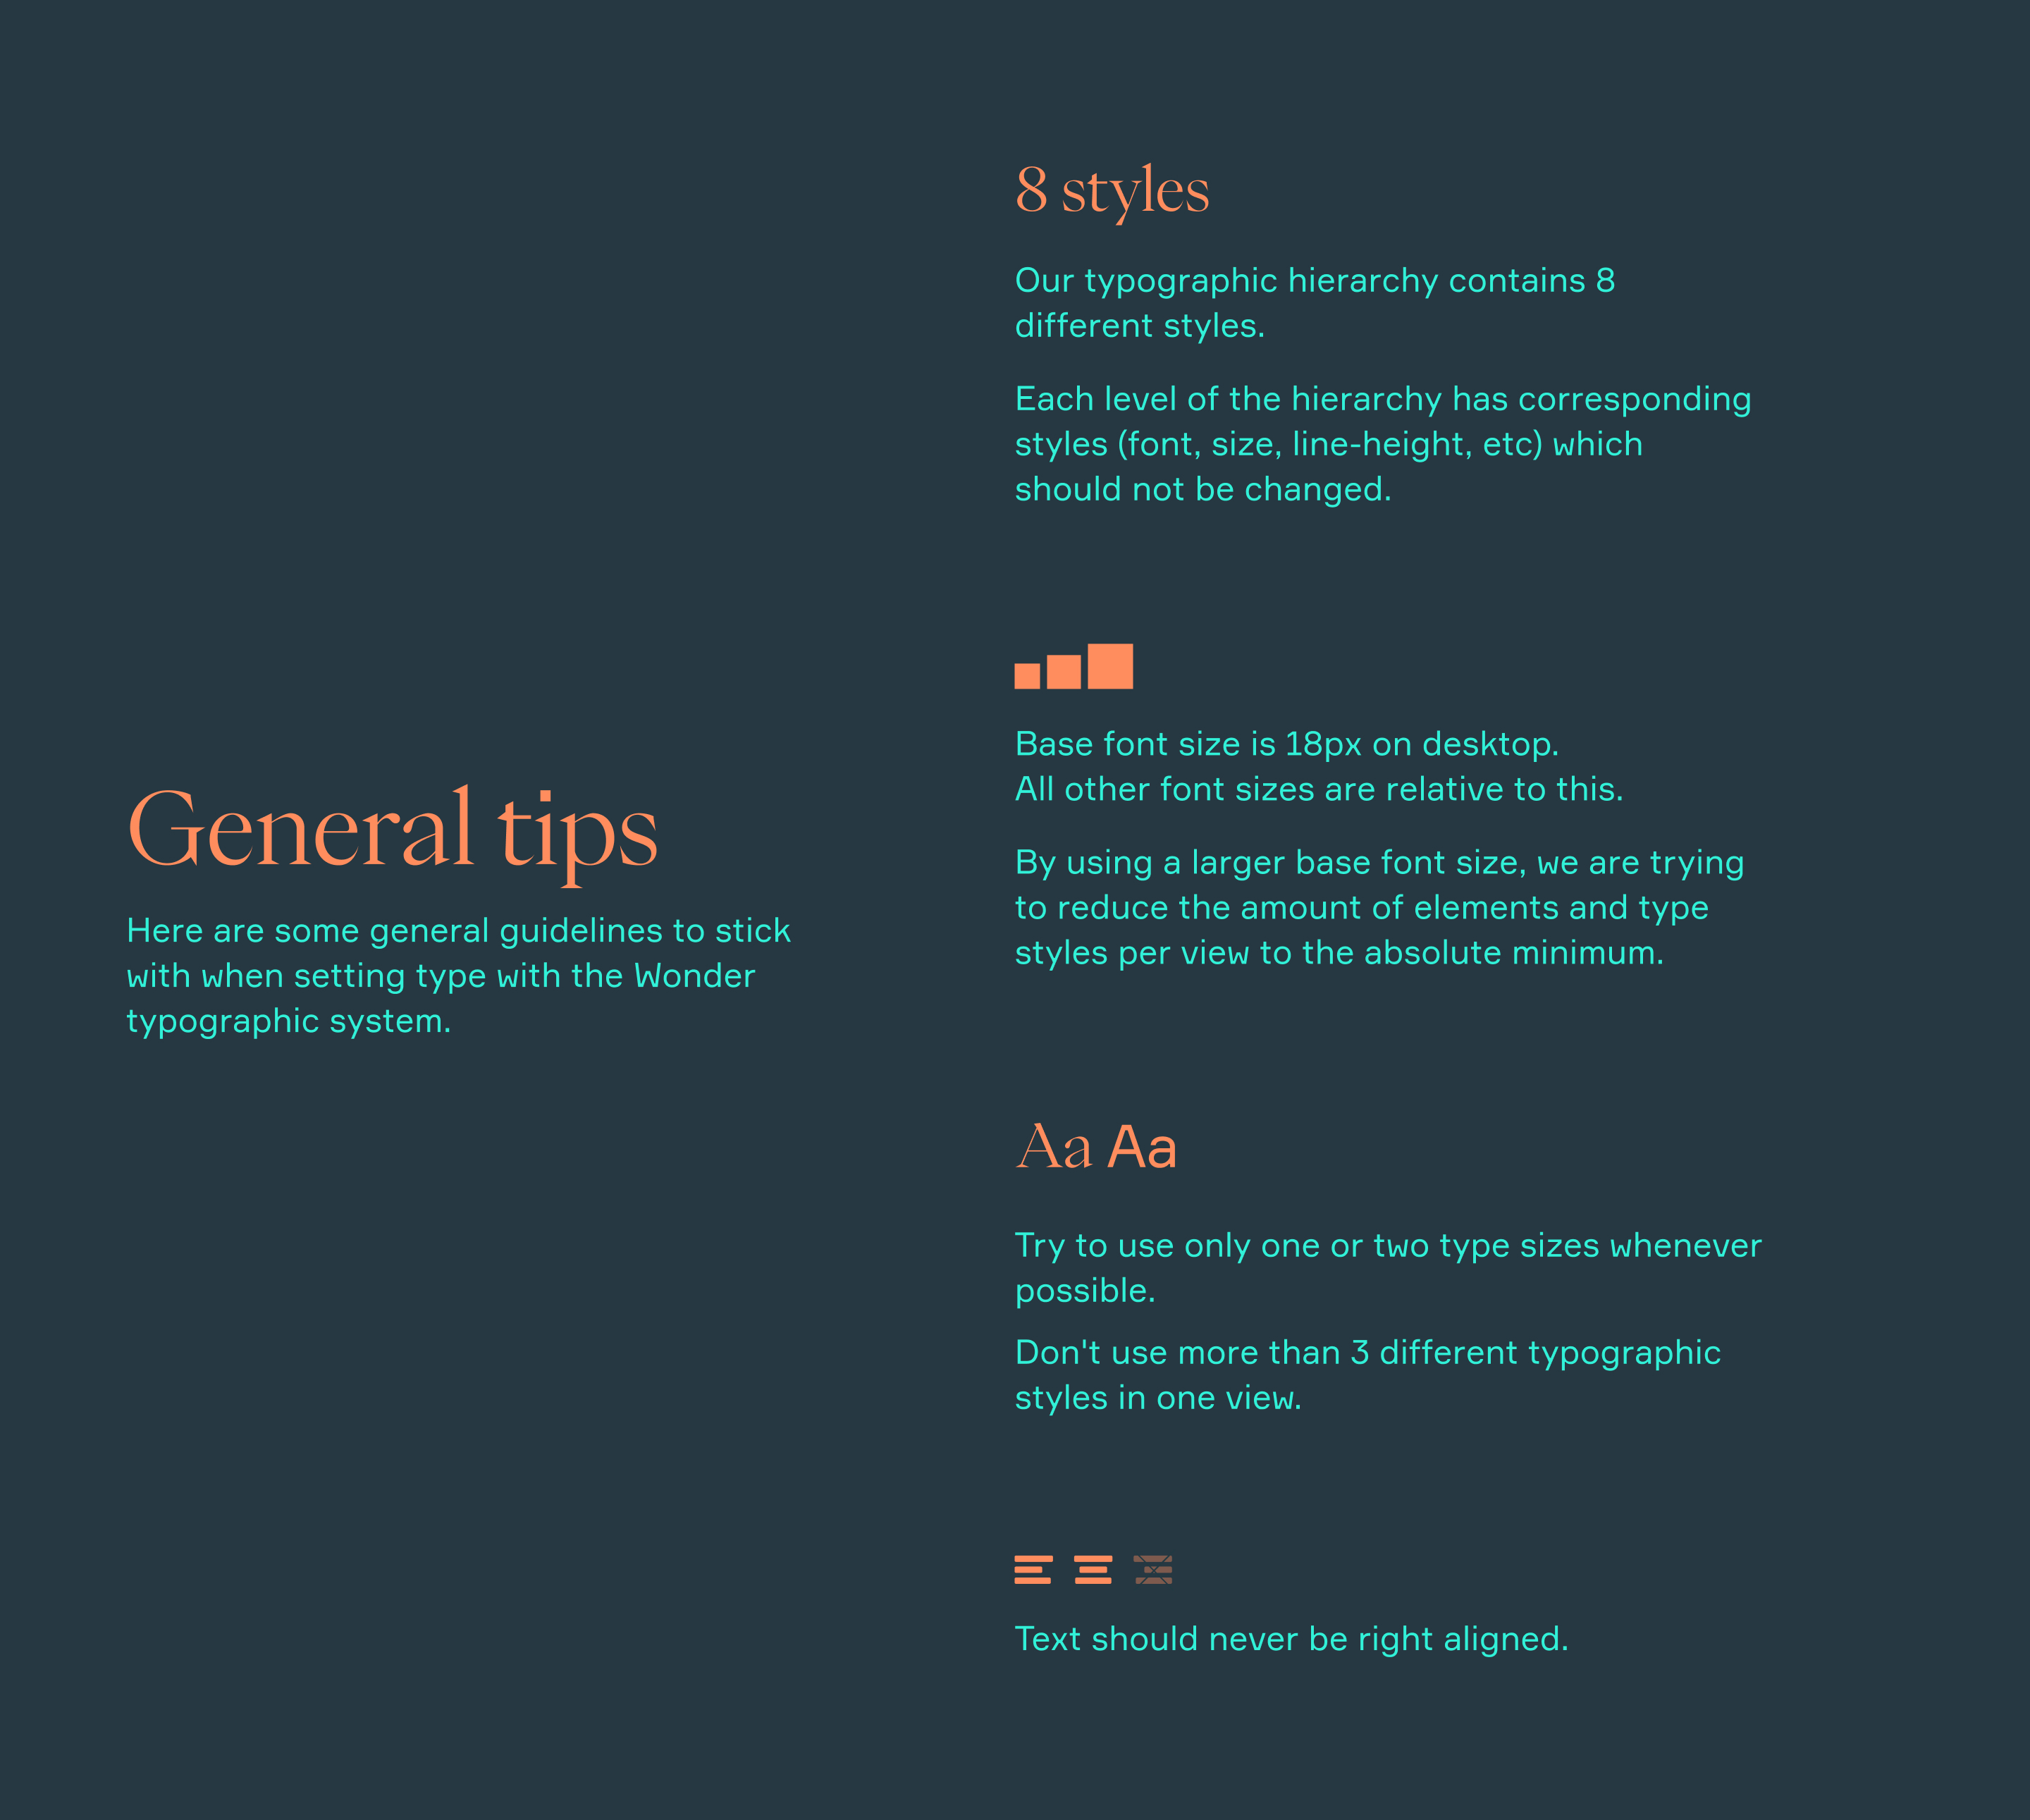 General tips
Here are some general guidelines to stick
with when setting type with the Wonder
typographic system.
8 styles
Our typographic hierarchy contains 8
different styles.
Each level of the hierarchy has corresponding
styles (font, size, line-height, etc) which
should not be changed.
Base font size is 18px on desktop.
All other font sizes are relative to this.
By using a larger base font size, we are trying
to reduce the amount of elements and type
styles per view to the absolute minimum.
Aa Aa
Try to use only one or two type sizes whenever
possible.
Don't use more than 3 different typographic
styles in one view.
Text should never be right aligned.